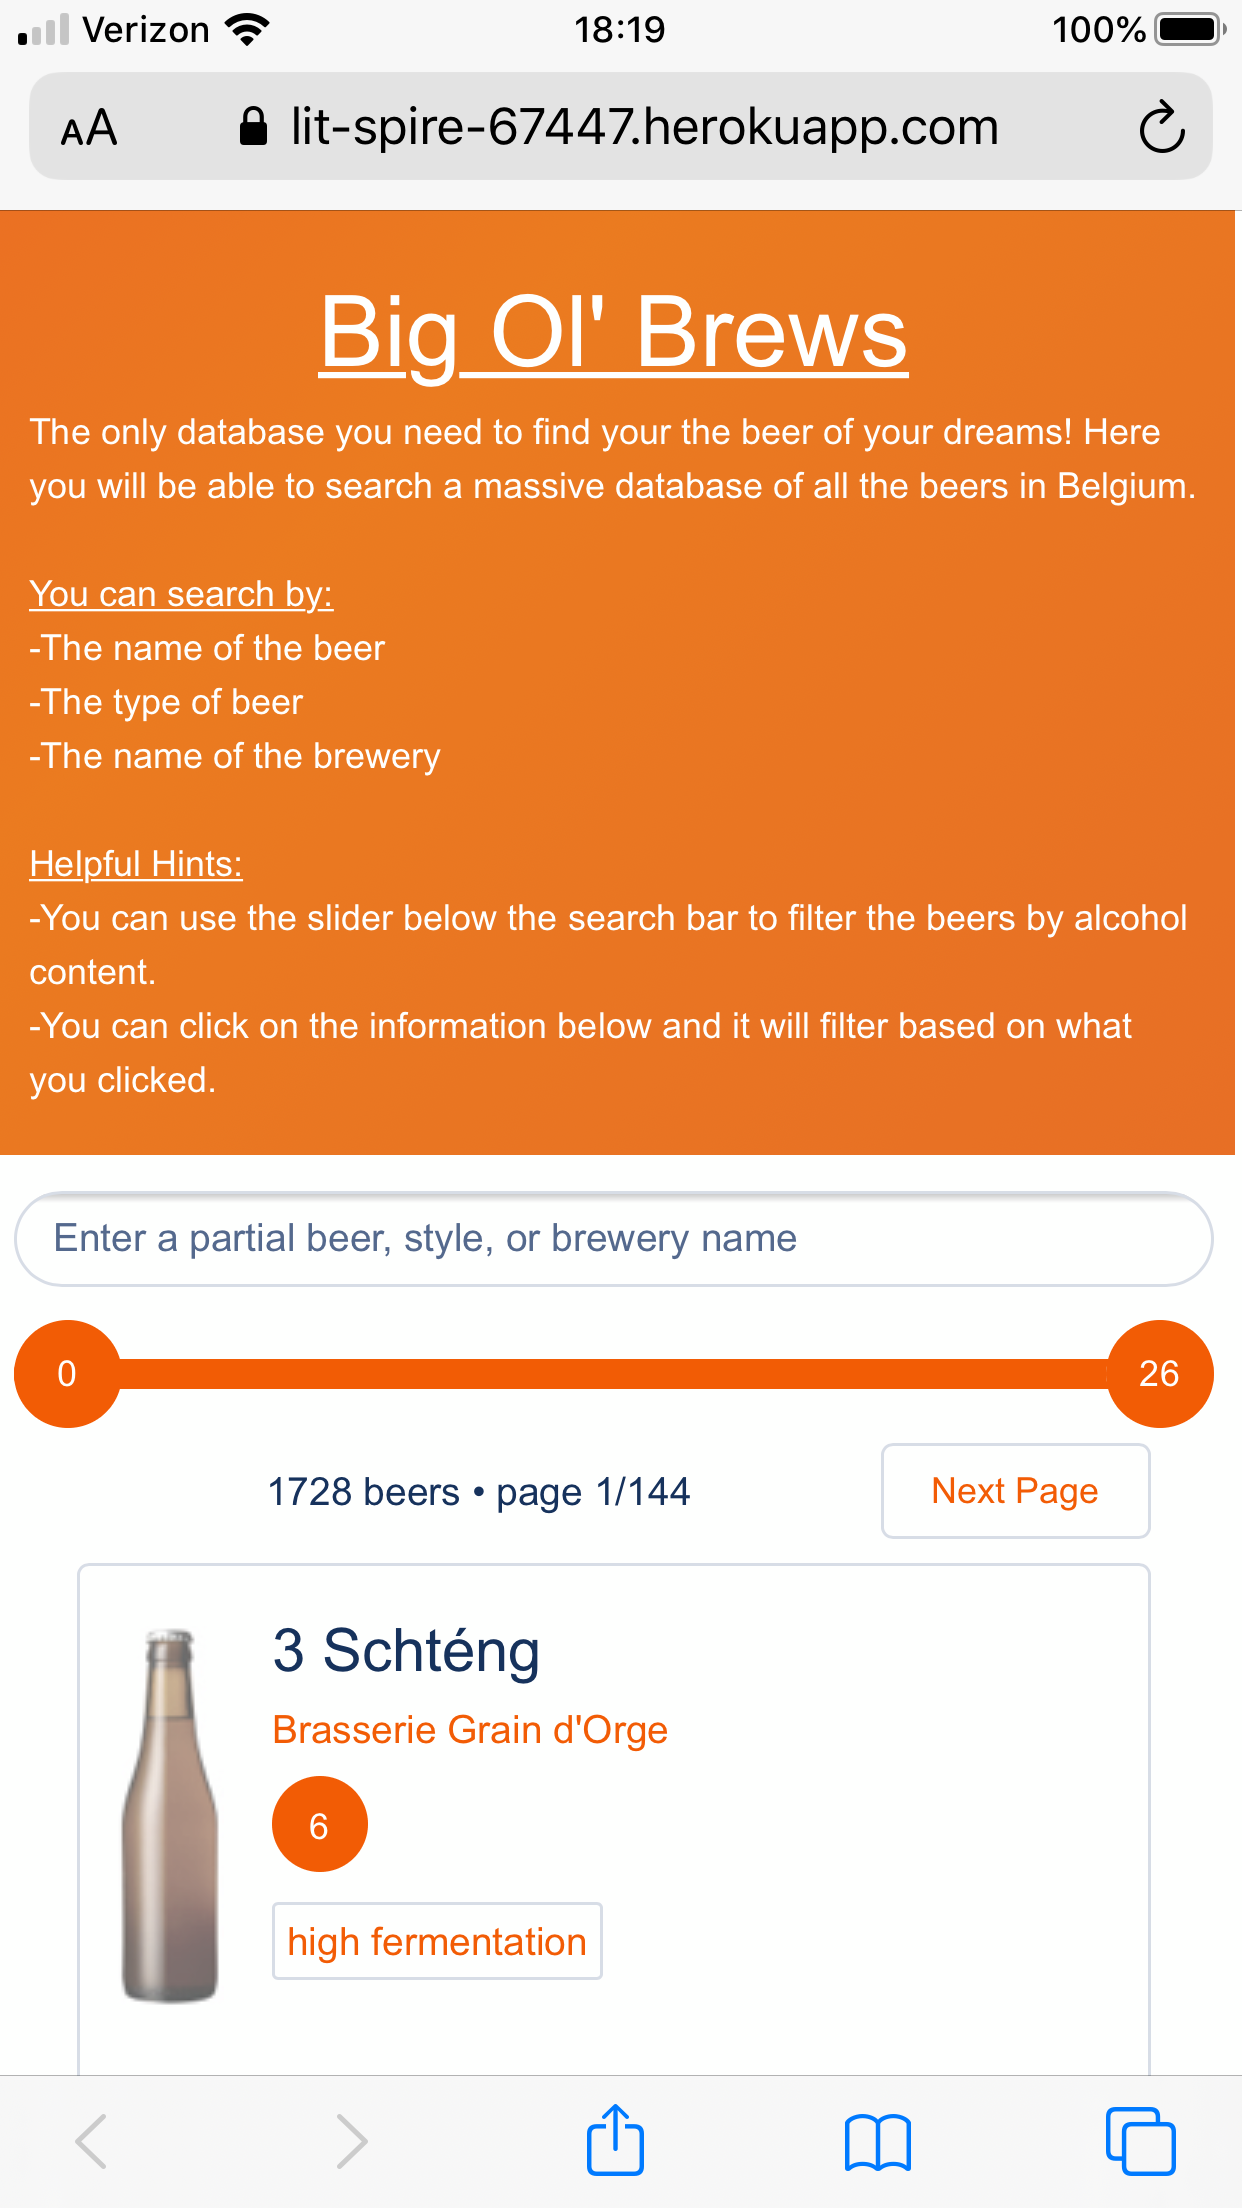 Verizon 18:19 100%
AA lit-spire-67447.herokuapp.com
Big Ol' Brews
The only database you need to find your the beer of your dreams! Here
you will be able to search a massive database of all the beers in Belgium.
You can search by:
-The name of the beer
-The type of beer
-The name of the brewery
Helpful Hints:
-You can use the slider below the search bar to filter the beers by alcohol
content.
-You can click on the information below and it will filter based on what
you clicked.
Enter a partial beer, style, or brewery name
0 26
1728 beers • page 1/144 Next Page
3 Schténg
Brasserie Grain d'Orge
6
high fermentation